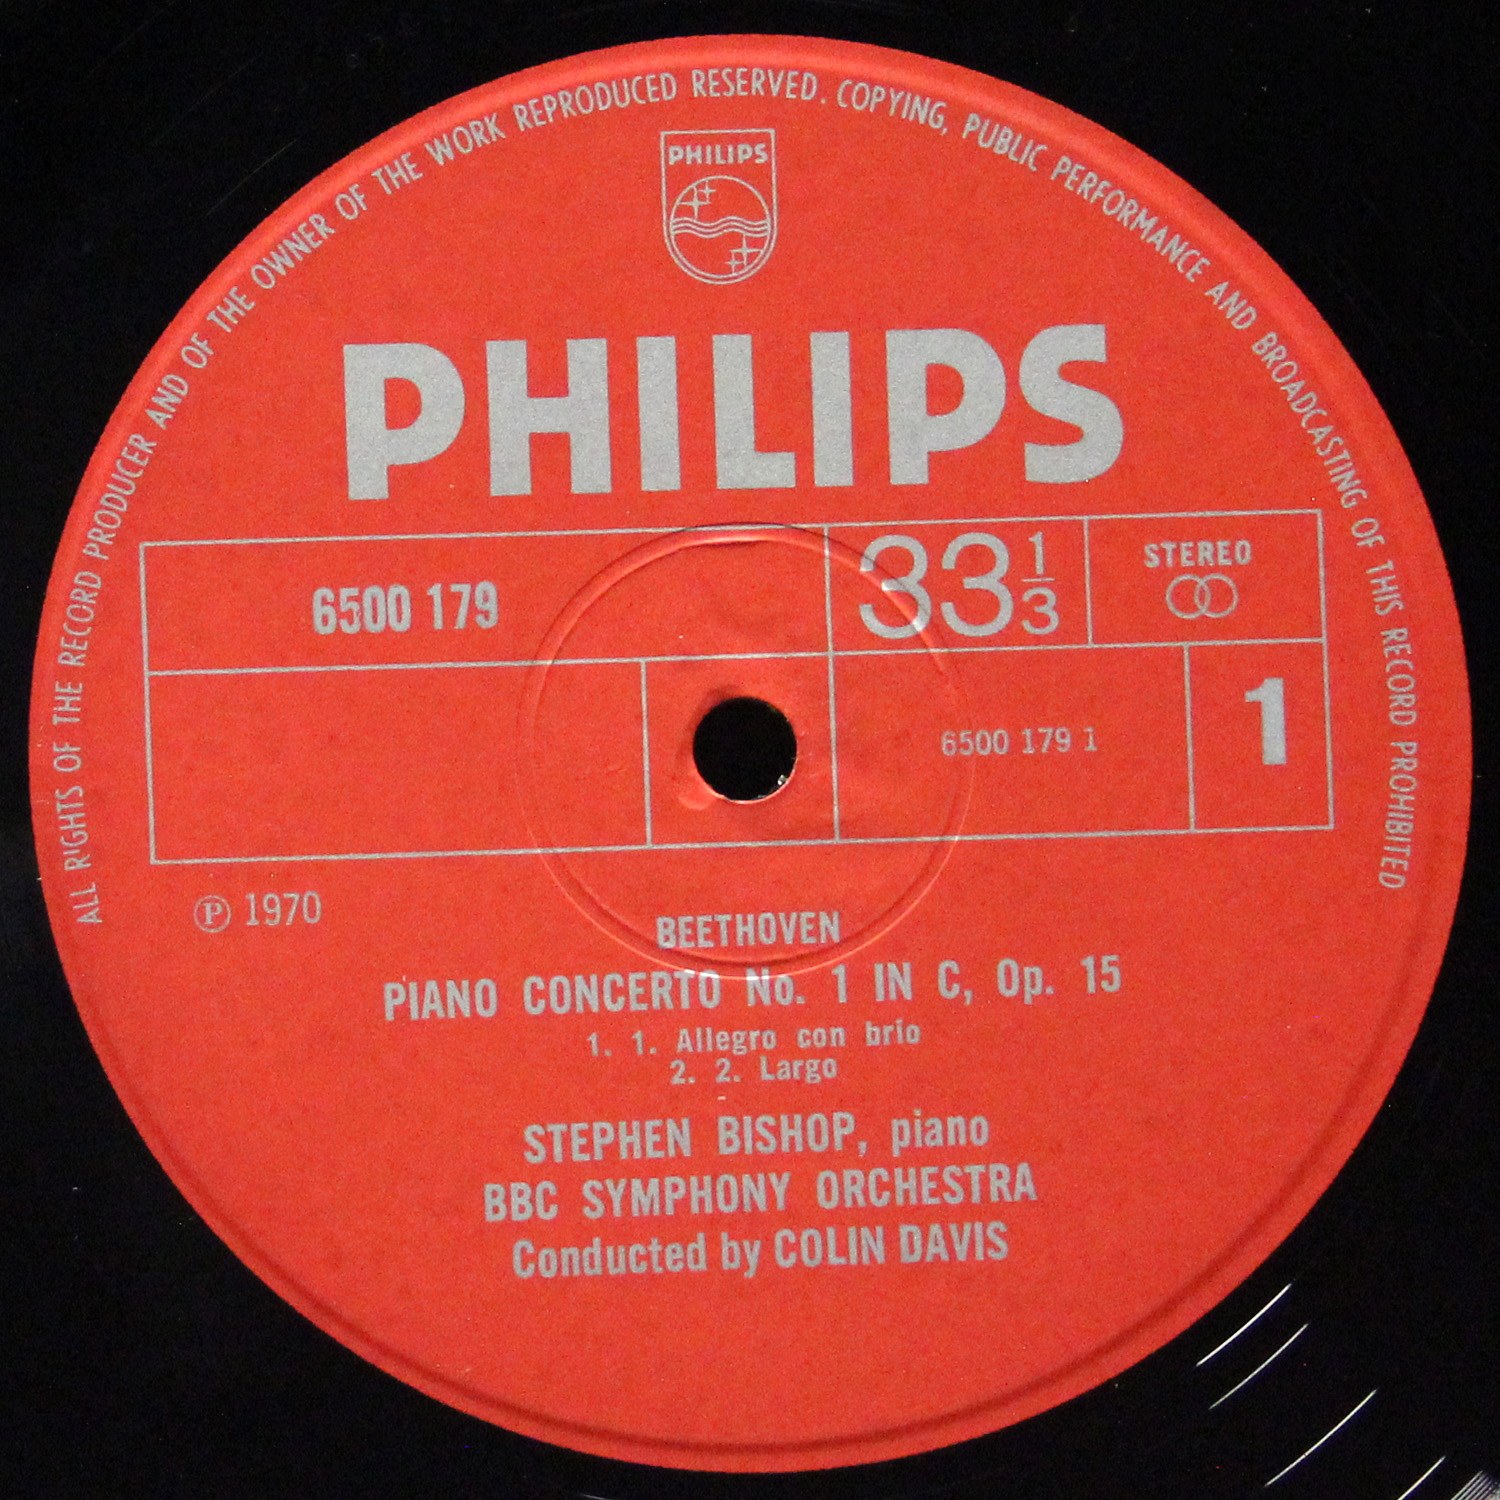 ALL RIGHTS OF THE RECORD PRODUCER AND OF THE OWNER OF THE WORK REPRODUCED RESERVED. COPYING, PUBLIC PERFORMANCE AND BROADCASTING OF THIS RECORD PROHIBITED
PHILIPS
PHILIPS
6500 179
33 1/3
STEREO
6500 179 1
1
℗ 1970
BEETHOVEN
PIANO CONCERTO No. 1 IN C, Op. 15
1. 1. Allegro con brio
2. 2. Largo
STEPHEN BISHOP, piano
BBC SYMPHONY ORCHESTRA
Conducted by COLIN DAVIS